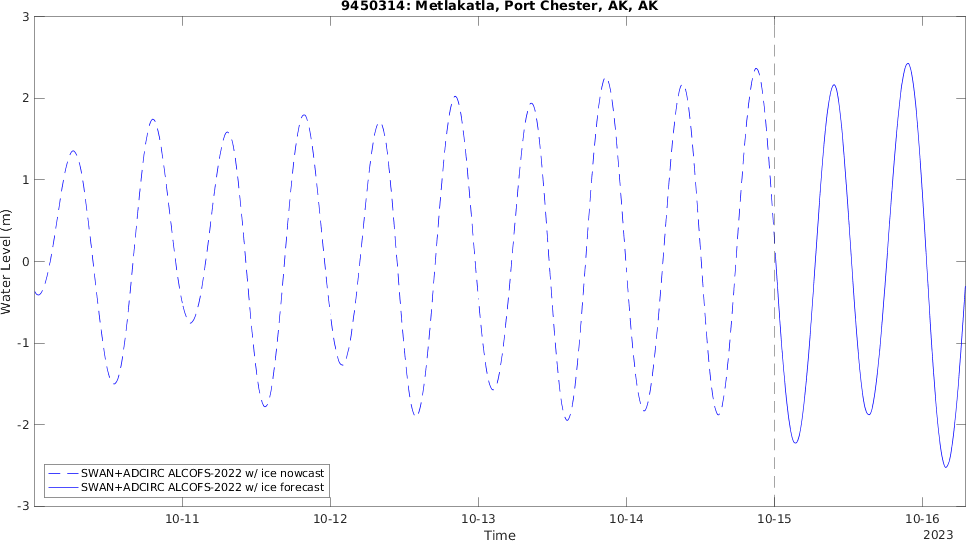 9450314: Metlakatla, Port Chester, AK, AK
3
2
1
0
-1
-2
-3
Water Level (m)
SWAN+ADCIRC ALCOFS-2022 w/ ice nowcast
SWAN+ADCIRC ALCOFS-2022 w/ ice forecast
10-11 10-12 10-13 10-14 10-15 10-16
Time
2023